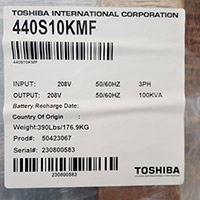 TOSHIBA INTERNATIONAL CORPORATION
440S10KMF
440S10KMF
INPUT: 208V 50/60HZ 3PH
OUTPUT: 208V 50/60HZ 100KVA
Battery Recharge Date:
Country Of Origin :
Weight:390Lbs/176.9KG
Prod#: 50423067
Serial#: 230800583
230800583
TOSHIBA